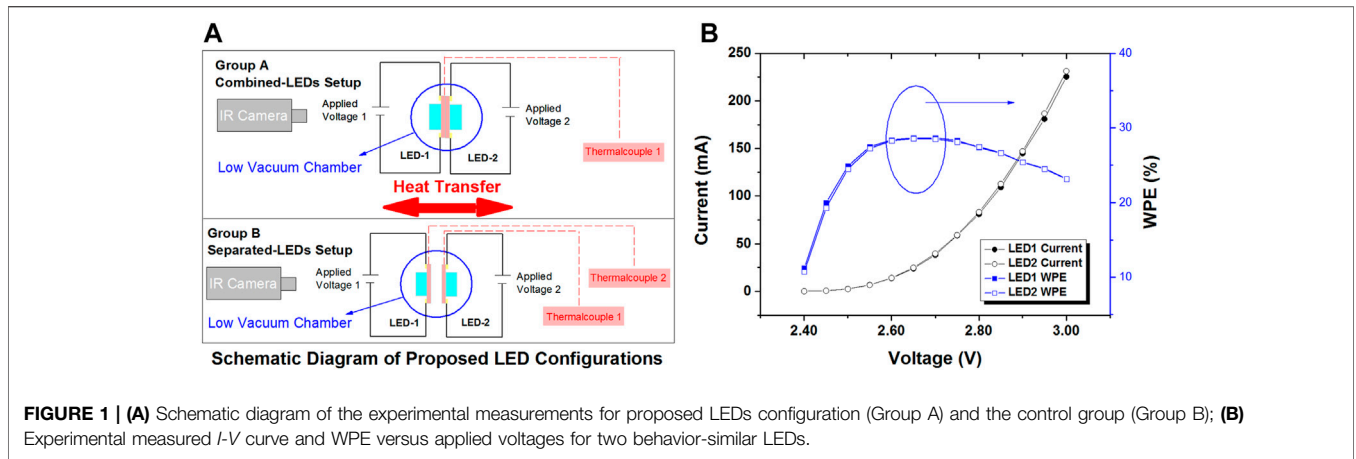 A
Group A
Combined-LEDs Setup
IR Camera
Applied
Voltage 1
Applied
Voltage 2
LED-1
LED-2
Thermalcouple 1
Low Vacuum Chamber
Heat Transfer
Group B
Separated-LEDs Setup
IR Camera
Applied
Voltage 1
Applied
Voltage 2
LED-1
LED-2
Thermalcouple 2
Thermalcouple 1
Low Vacuum Chamber
Schematic Diagram of Proposed LED Configurations
B
250
200
150
100
50
0
Current (mA)
40
30
20
10
WPE (%)
LED1 Current
LED2 Current
LED1 WPE
LED2 WPE
2.40 2.60 2.80 3.00
Voltage (V)
FIGURE 1 | (A) Schematic diagram of the experimental measurements for proposed LEDs configuration (Group A) and the control group (Group B); (B)
Experimental measured I-V curve and WPE versus applied voltages for two behavior-similar LEDs.